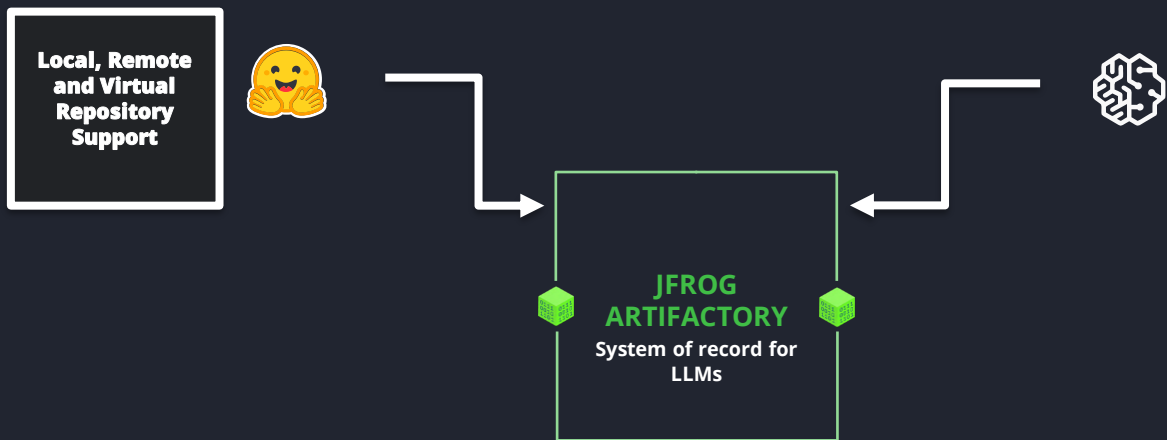 Local, Remote
and Virtual
Repository
Support
JFROG
ARTIFACTORY
System of record for
LLMs